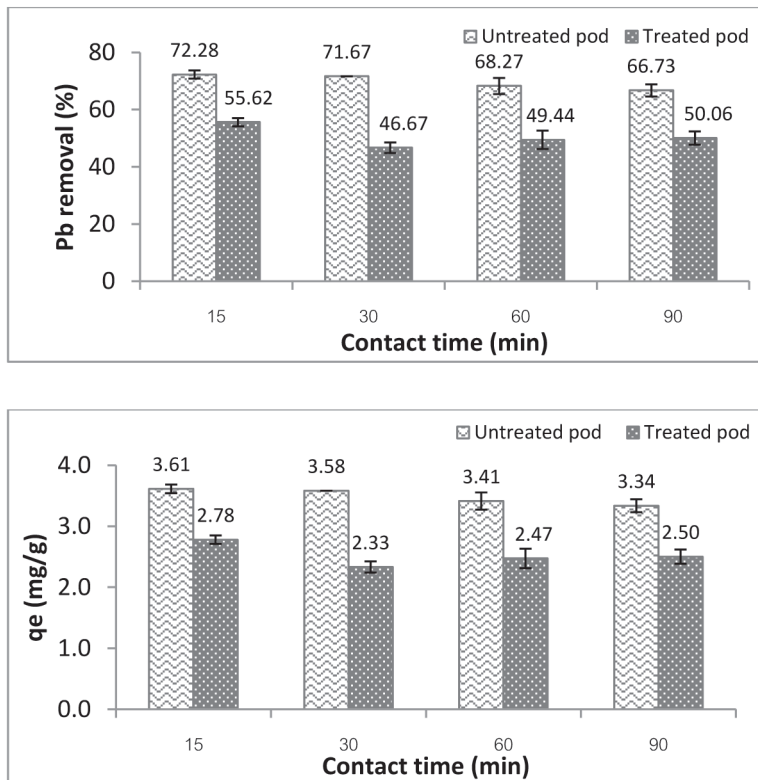 Untreated pod Treated pod
80
60
40
20
0
Pb removal (%)
72.28 71.67 68.27 66.73
55.62 46.67 49.44 50.06
15 30 60 90
Contact time (min)
Untreated pod Treated pod
4.0
3.0
2.0
1.0
0.0
qe (mg/g)
3.61 3.58 3.41 3.34
2.78 2.33 2.47 2.50
15 30 60 90
Contact time (min)